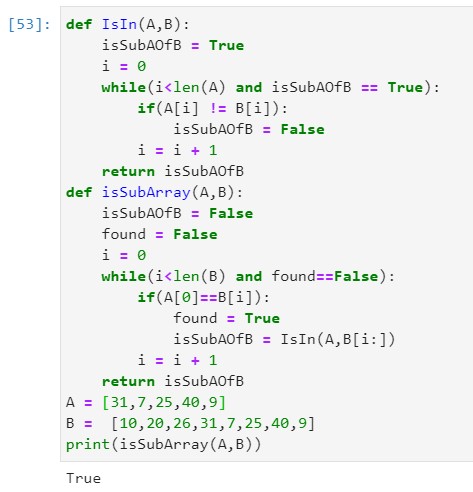 [53]: def IsIn(A,B):
    isSubAOfB = True
    i = 0
    while(i<len(A) and isSubAOfB == True):
        if(A[i] != B[i]):
            isSubAOfB = False
        i = i + 1
    return isSubAOfB
def isSubArray(A,B):
    isSubAOfB = False
    found = False
    i = 0
    while(i<len(B) and found==False):
        if(A[0]==B[i]):
            found = True
            isSubAOfB = IsIn(A,B[i:])
        i = i + 1
    return isSubAOfB
A = [31,7,25,40,9]
B =  [10,20,26,31,7,25,40,9]
print(isSubArray(A,B))
True